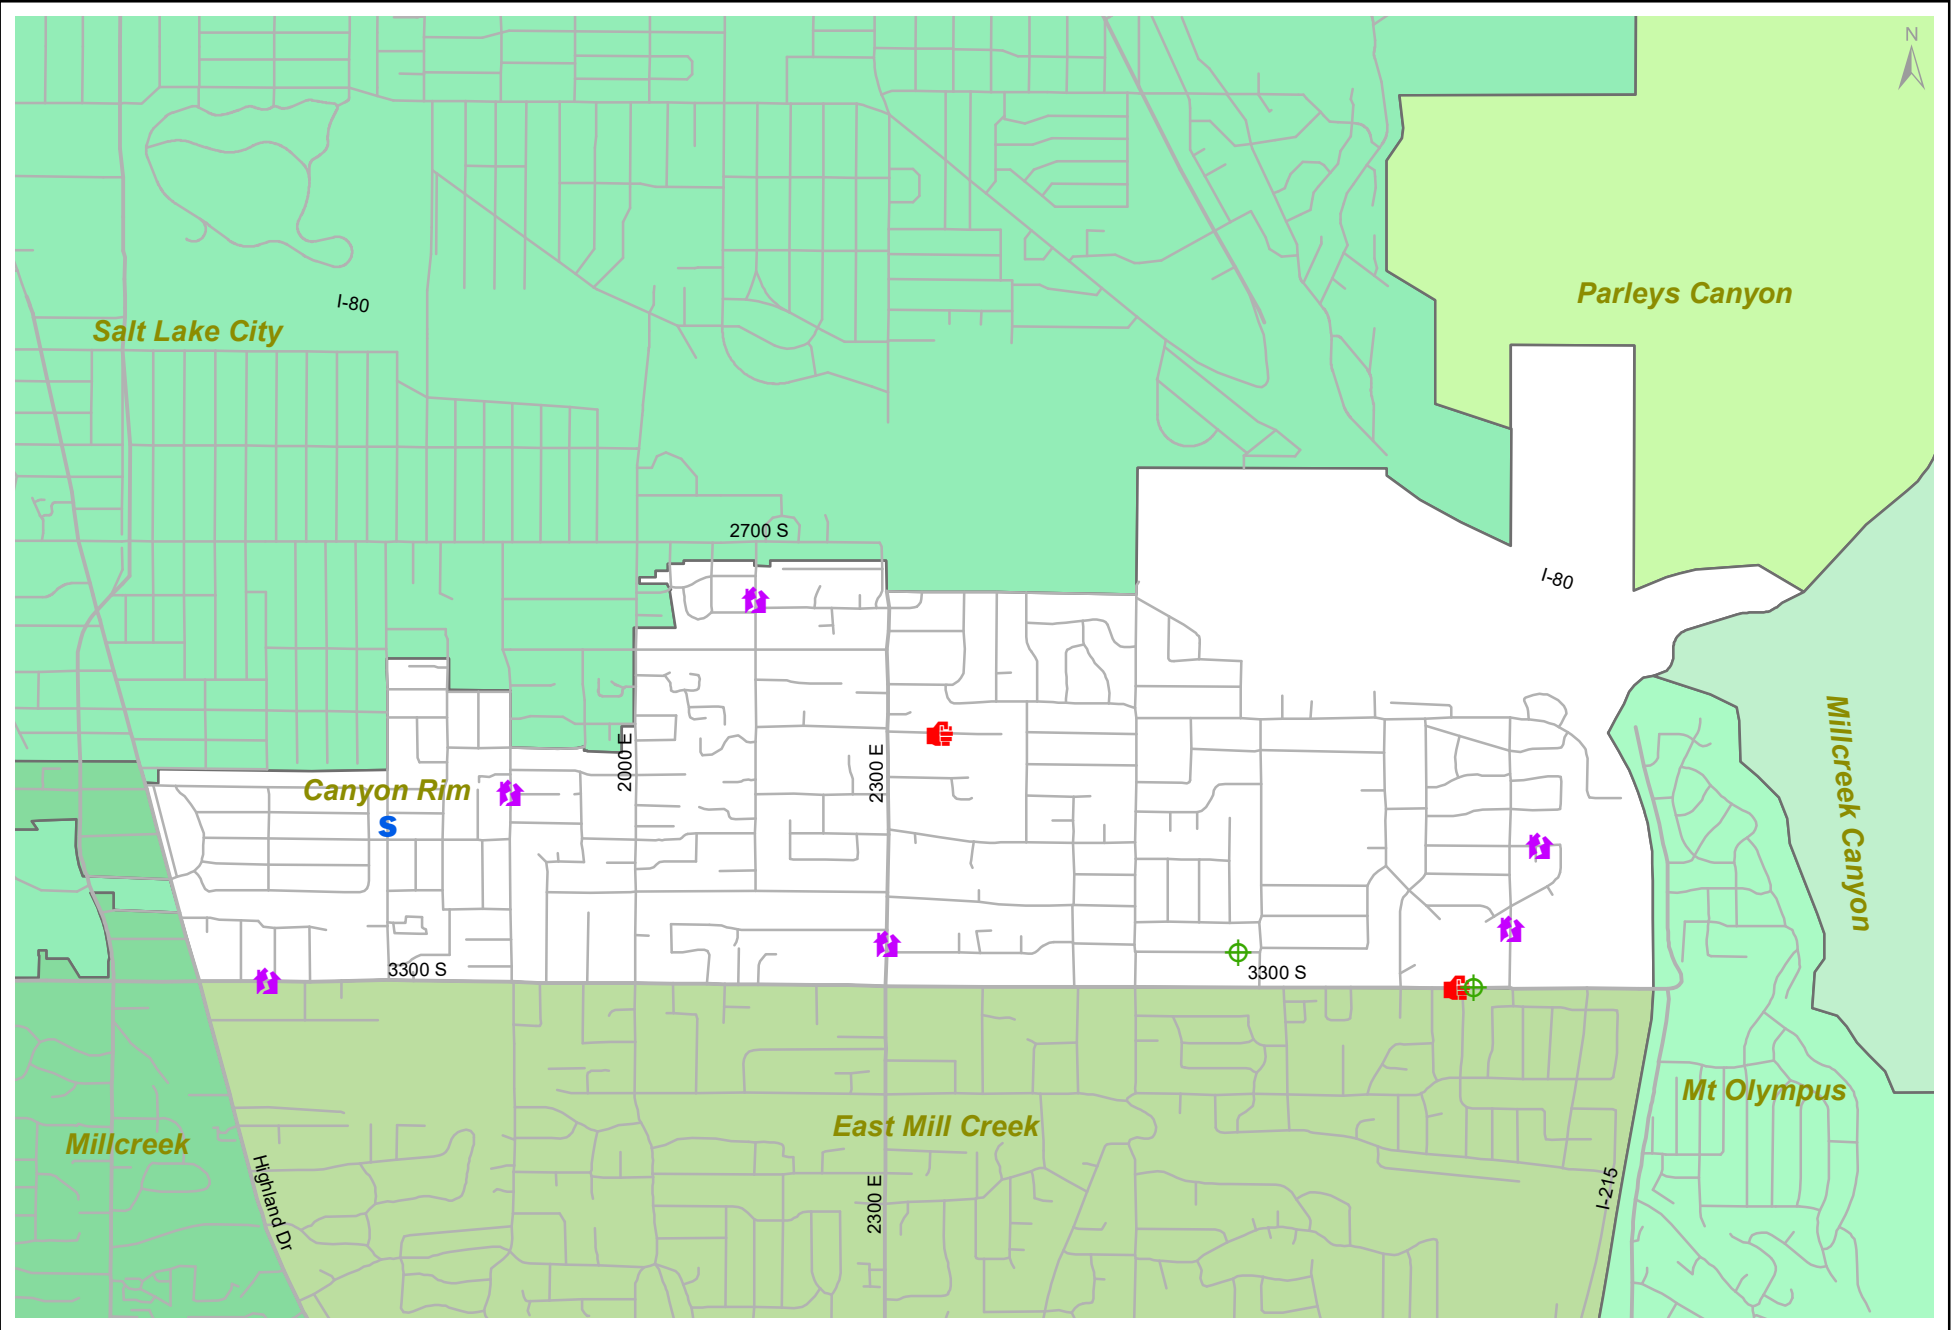 N
Parleys Canyon
I-80
Salt Lake City
2700 S
I-80
Millcreek Canyon
2000 E
2300 E
Canyon Rim
S
3300 S
3300 S
Mt Olympus
East Mill Creek
Millcreek
Highland Dr
2300 E
I-215